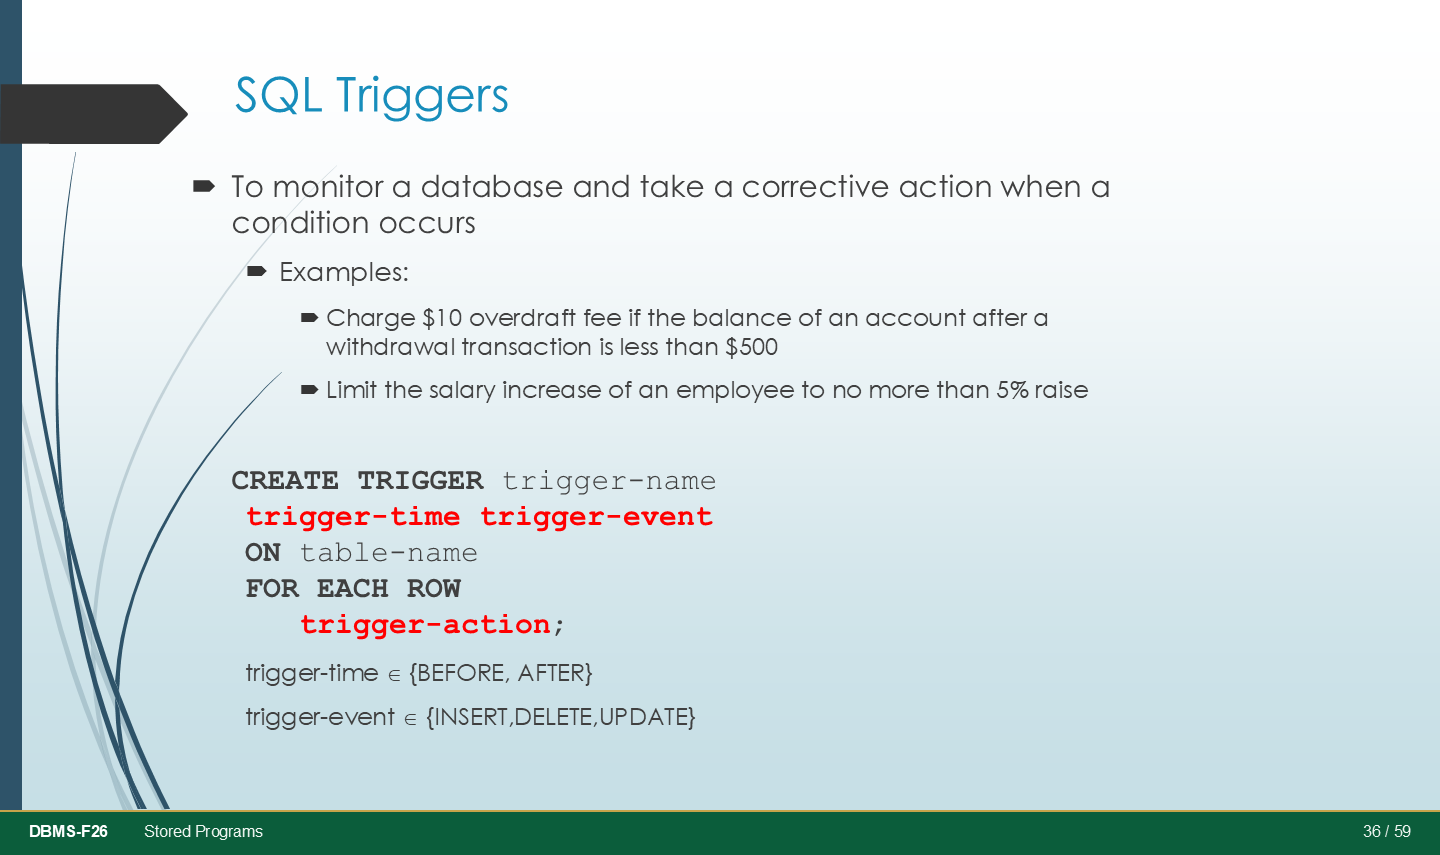 SQL Triggers
To monitor a database and take a corrective action when a
condition occurs
Examples:
Charge $10 overdraft fee if the balance of an account after a
withdrawal transaction is less than $500
Limit the salary increase of an employee to no more than 5% raise
CREATE TRIGGER trigger-name
trigger-time trigger-event
ON table-name
FOR EACH ROW
trigger-action;
trigger-time ∈ {BEFORE, AFTER}
trigger-event ∈ {INSERT,DELETE,UPDATE}
DBMS-F26 Stored Programs 36 / 59